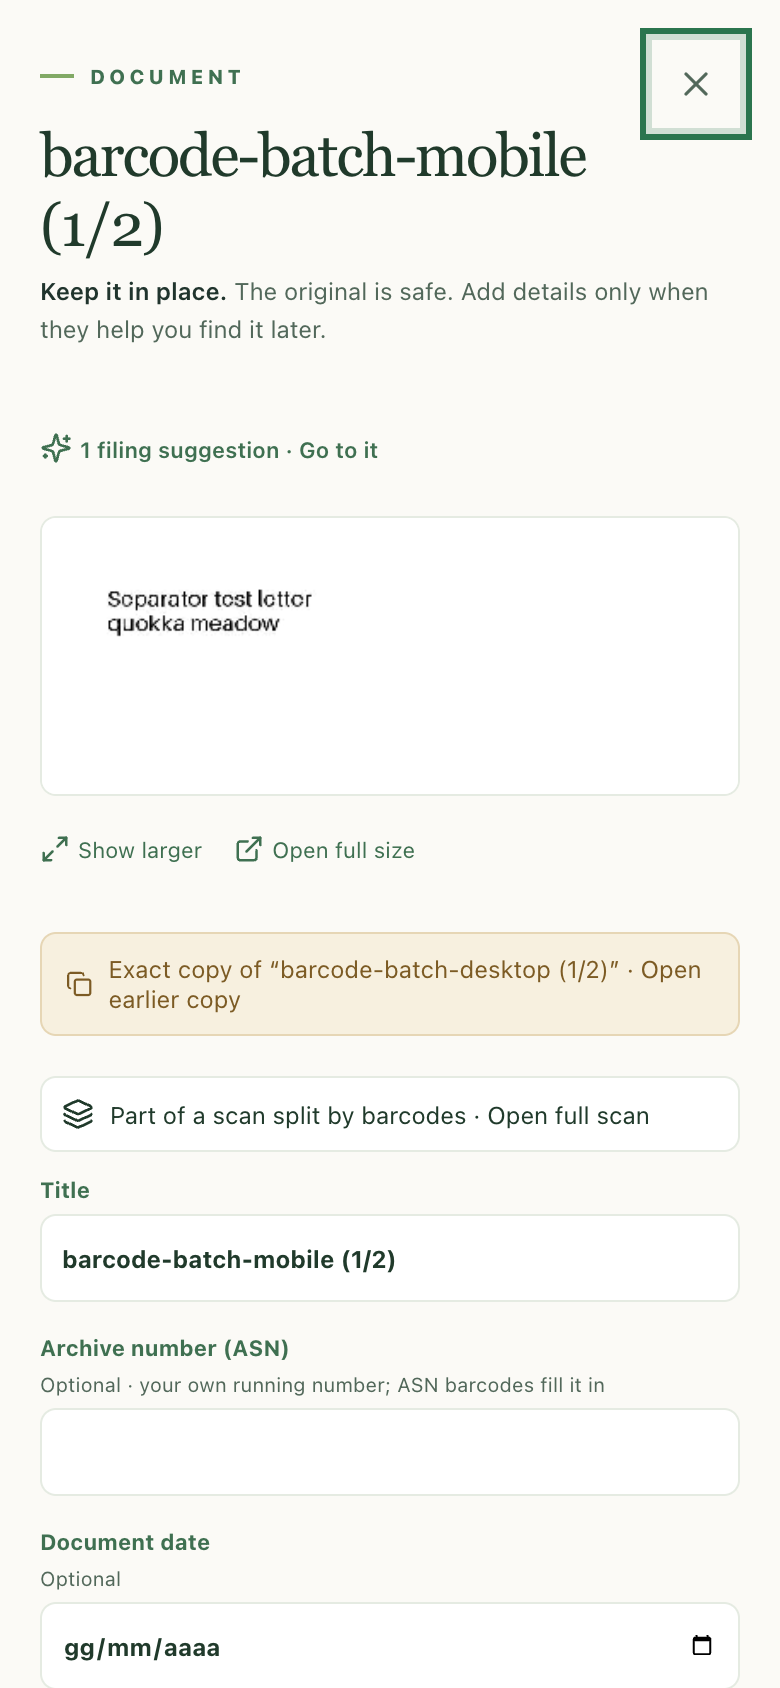 DOCUMENT
barcode-batch-mobile
(1/2)
Keep it in place. The original is safe. Add details only when
they help you find it later.
1 filing suggestion · Go to it
Separator test letter
quokka meadow
Show larger
Open full size
Exact copy of “barcode-batch-desktop (1/2)” · Open
earlier copy
Part of a scan split by barcodes · Open full scan
Title
barcode-batch-mobile (1/2)
Archive number (ASN)
Optional · your own running number; ASN barcodes fill it in
Document date
Optional
gg/mm/aaaa